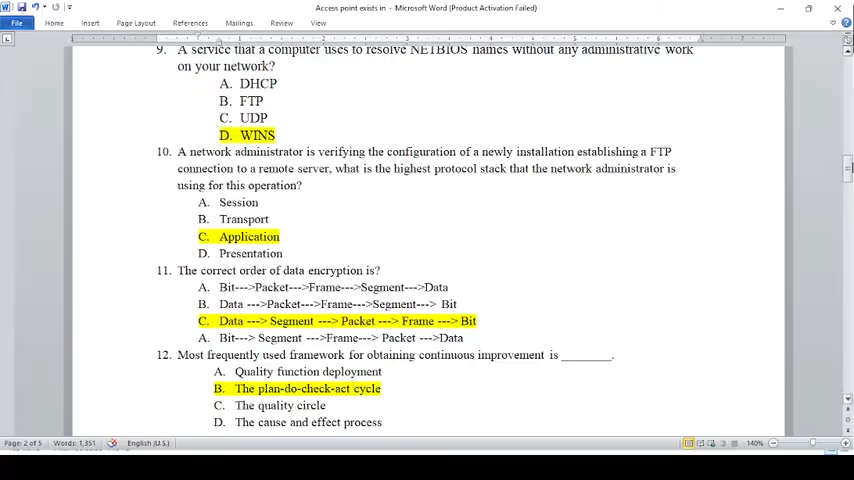 Access point exists in - Microsoft Word (Product Activation Failed)
File Home Insert Page Layout References Mailings Review View
9. A service that a computer uses to resolve NETBIOS names without any administrative work
on your network?
A. DHCP
B. FTP
C. UDP
D. WINS
10. A network administrator is verifying the configuration of a newly installation establishing a FTP
connection to a remote server, what is the highest protocol stack that the network administrator is
using for this operation?
A. Session
B. Transport
C. Application
D. Presentation
11. The correct order of data encryption is?
A. Bit--->Packet--->Frame--->Segment--->Data
B. Data --->Packet--->Frame--->Segment---> Bit
C. Data ---> Segment ---> Packet ---> Frame ---> Bit
A. Bit---> Segment --->Frame---> Packet --->Data
12. Most frequently used framework for obtaining continuous improvement is ________.
A. Quality function deployment
B. The plan-do-check-act cycle
C. The quality circle
D. The cause and effect process
Page: 2 of 5 Words: 1,351 English (U.S.) 140%